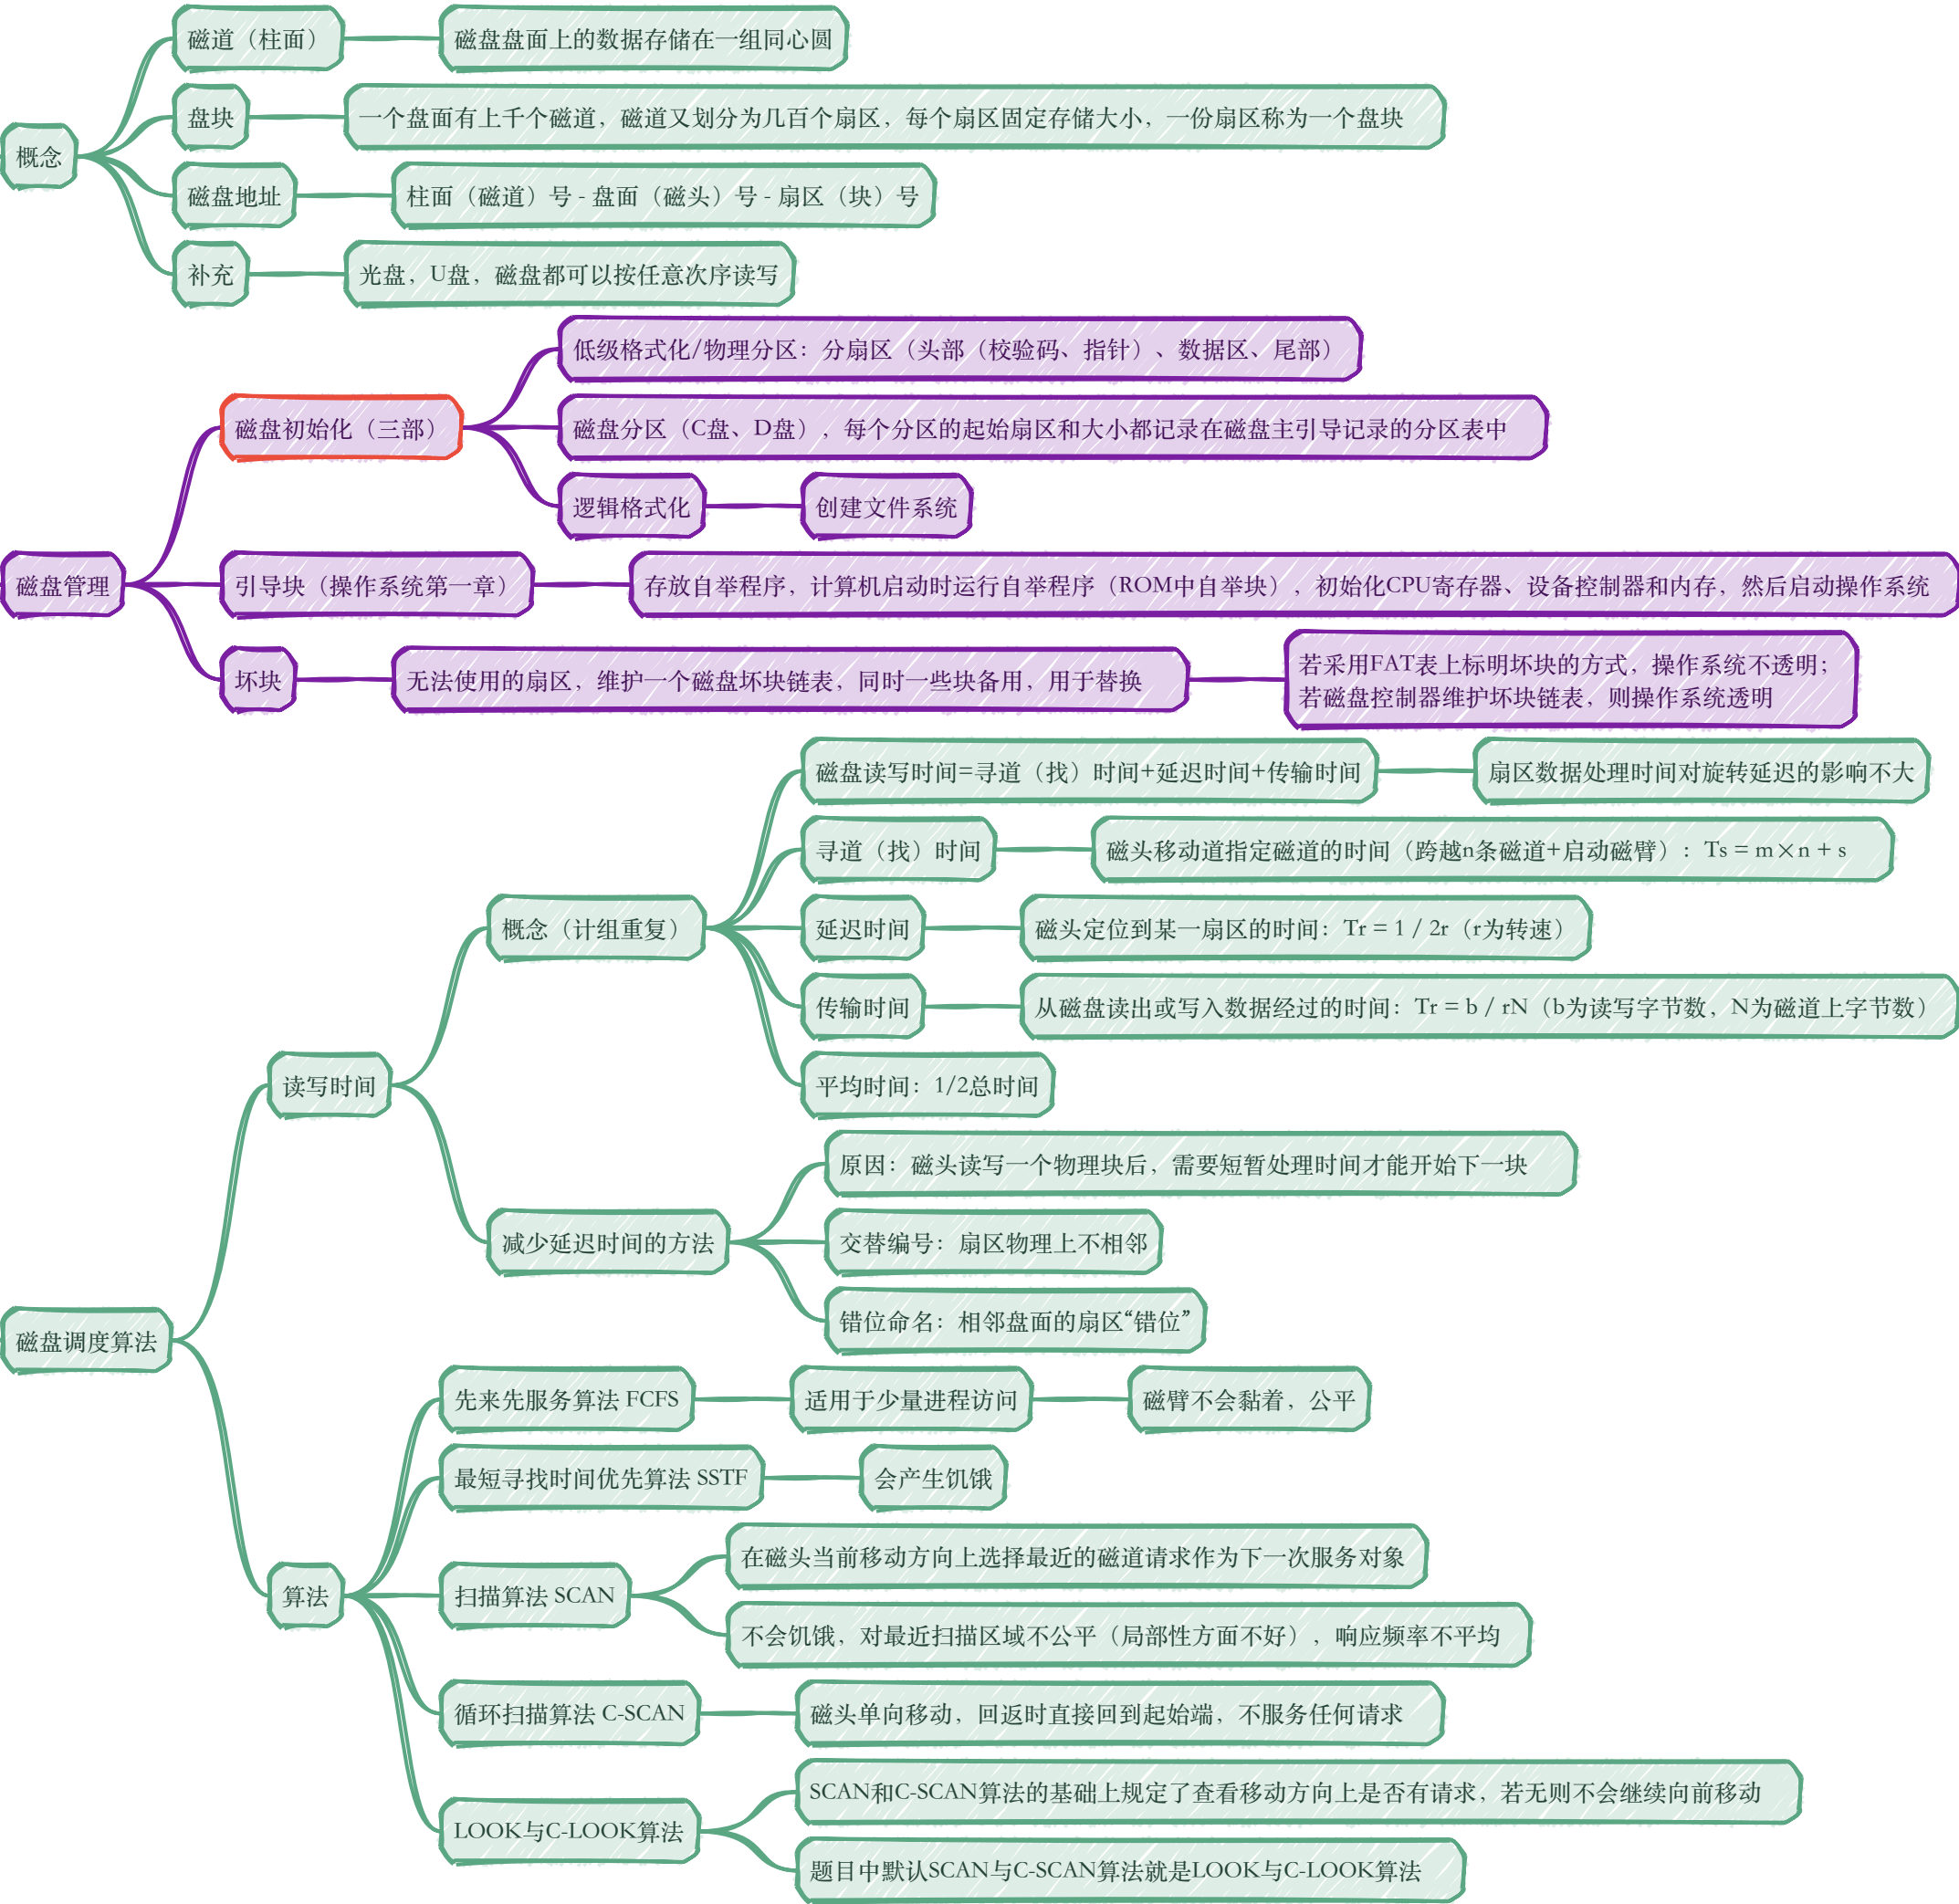 磁道（柱面）
磁盘盘面上的数据存储在一组同心圆
盘块
一个盘面有上千个磁道，磁道又划分为几百个扇区，每个扇区固定存储大小，一份扇区称为一个盘块
概念
磁盘地址
柱面（磁道）号 - 盘面（磁头）号 - 扇区（块）号
补充
光盘，U盘，磁盘都可以按任意次序读写
低级格式化/物理分区：分扇区（头部（校验码、指针）、数据区、尾部）
磁盘初始化（三部）
磁盘分区（C盘、D盘），每个分区的起始扇区和大小都记录在磁盘主引导记录的分区表中
逻辑格式化
创建文件系统
磁盘管理
引导块（操作系统第一章）
存放自举程序，计算机启动时运行自举程序（ROM中自举块），初始化CPU寄存器、设备控制器和内存，然后启动操作系统
坏块
无法使用的扇区，维护一个磁盘坏块链表，同时一些块备用，用于替换
若采用FAT表上标明坏块的方式，操作系统不透明；
若磁盘控制器维护坏块链表，则操作系统透明
磁盘读写时间=寻道（找）时间+延迟时间+传输时间
扇区数据处理时间对旋转延迟的影响不大
寻道（找）时间
磁头移动道指定磁道的时间（跨越n条磁道+启动磁臂）：Ts = m×n + s
概念（计组重复）
延迟时间
磁头定位到某一扇区的时间：Tr = 1 / 2r（r为转速）
传输时间
从磁盘读出或写入数据经过的时间：Tr = b / rN（b为读写字节数，N为磁道上字节数）
读写时间
平均时间：1/2总时间
原因：磁头读写一个物理块后，需要短暂处理时间才能开始下一块
减少延迟时间的方法
交替编号：扇区物理上不相邻
错位命名：相邻盘面的扇区“错位”
磁盘调度算法
先来先服务算法 FCFS
适用于少量进程访问
磁臂不会黏着，公平
最短寻找时间优先算法 SSTF
会产生饥饿
在磁头当前移动方向上选择最近的磁道请求作为下一次服务对象
算法
扫描算法 SCAN
不会饥饿，对最近扫描区域不公平（局部性方面不好），响应频率不平均
循环扫描算法 C-SCAN
磁头单向移动，回返时直接回到起始端，不服务任何请求
SCAN和C-SCAN算法的基础上规定了查看移动方向上是否有请求，若无则不会继续向前移动
LOOK与C-LOOK算法
题目中默认SCAN与C-SCAN算法就是LOOK与C-LOOK算法